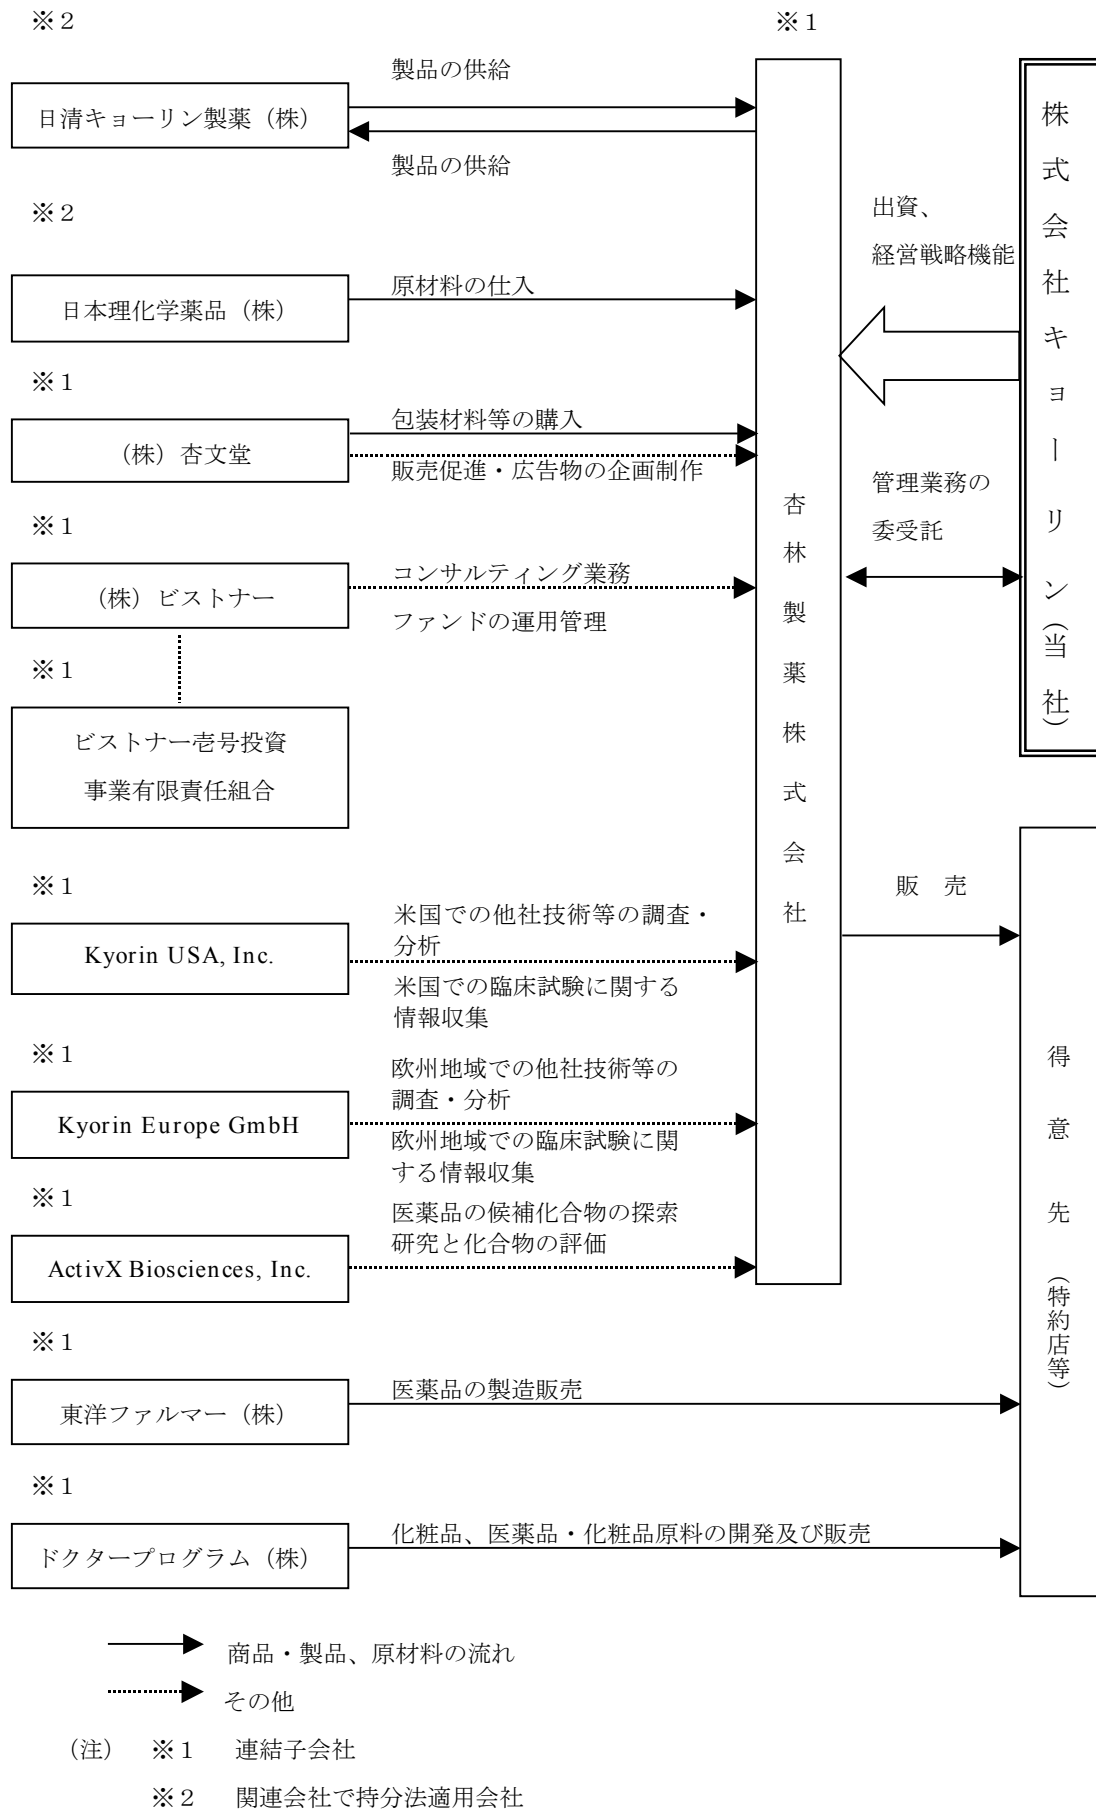 ※２
※１
製品の供給
日清キョーリン製薬（株）
製品の供給
※２
日本理化学薬品（株）
原材料の仕入
※１
（株）杏文堂
包装材料等の購入
販売促進・広告物の企画制作
※１
（株）ビストナー
コンサルティング業務
ファンドの運用管理
※１
ビストナー壱号投資
事業有限責任組合
※１
Kyorin USA, Inc.
米国での他社技術等の調査・
分析
米国での臨床試験に関する
情報収集
※１
Kyorin Europe GmbH
欧州地域での他社技術等の
調査・分析
欧州地域での臨床試験に関
する情報収集
※１
ActivX Biosciences, Inc.
医薬品の候補化合物の探索
研究と化合物の評価
※１
東洋ファルマー（株）
医薬品の製造販売
※１
ドクタープログラム（株）
化粧品、医薬品・化粧品原料の開発及び販売
杏林製薬株式会社
出資、
経営戦略機能
管理業務の
委受託
株式会社キョーリン（当社）
販　売
得意先（特約店等）
商品・製品、原材料の流れ
その他
（注）　※１　連結子会社
※２　関連会社で持分法適用会社